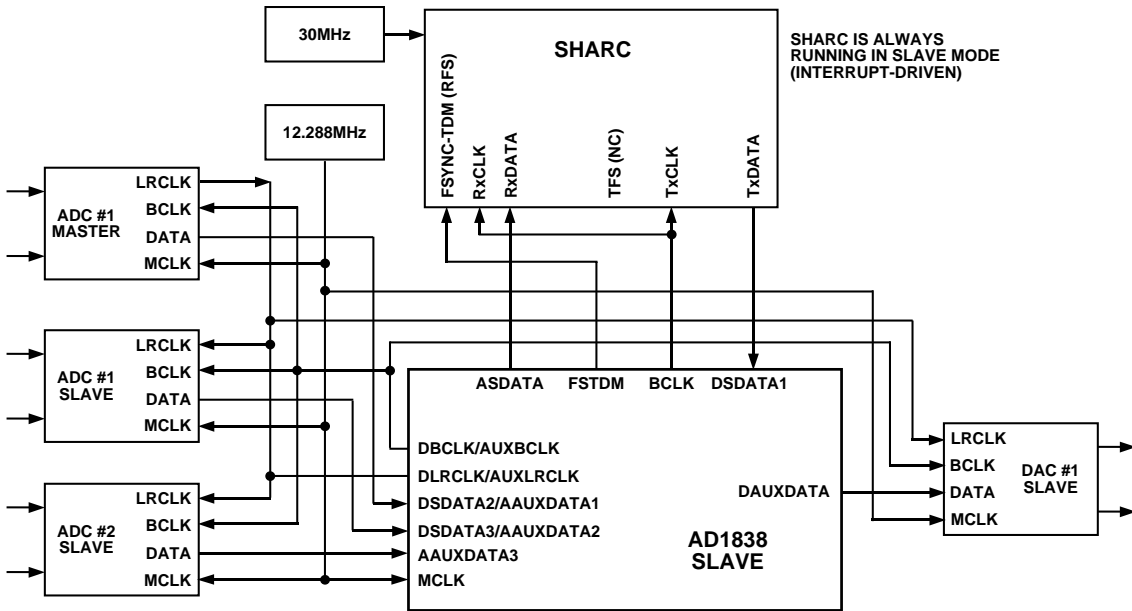 30MHz
SHARC
SHARC IS ALWAYS
RUNNING IN SLAVE MODE
(INTERRUPT-DRIVEN)
12.288MHz
FSYNC-TDM (RFS)
RxCLK
RxDATA
TFS (NC)
TxCLK
TxDATA
LRCLK
BCLK
DATA
MCLK
ADC #1
MASTER
LRCLK
BCLK
DATA
MCLK
ADC #1
SLAVE
LRCLK
BCLK
DATA
MCLK
ADC #2
SLAVE
ASDATA
FSTDM
BCLK
DSDATA1
DBCLK/AUXBCLK
DLRCLK/AUXLRCLK
DSDATA2/AAUXDATA1
DSDATA3/AAUXDATA2
AAUXDATA3
MCLK
DAUXDATA
AD1838
SLAVE
LRCLK
BCLK
DATA
MCLK
DAC #1
SLAVE